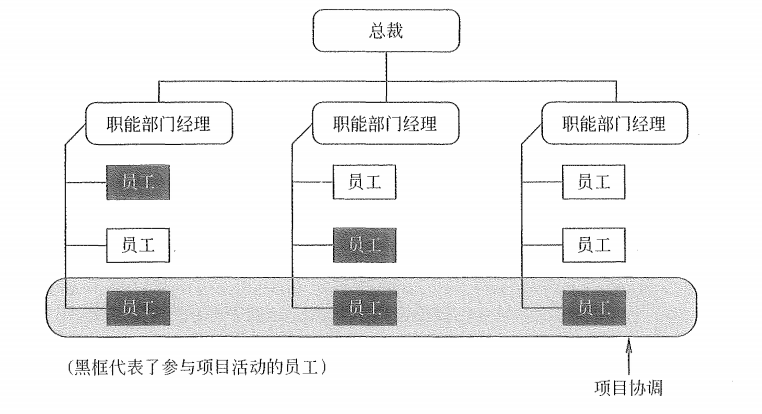 总裁
职能部门经理 职能部门经理 职能部门经理
员工 员工 员工
员工 员工 员工
员工 员工 员工
(黑框代表了参与项目活动的员工)
项目协调